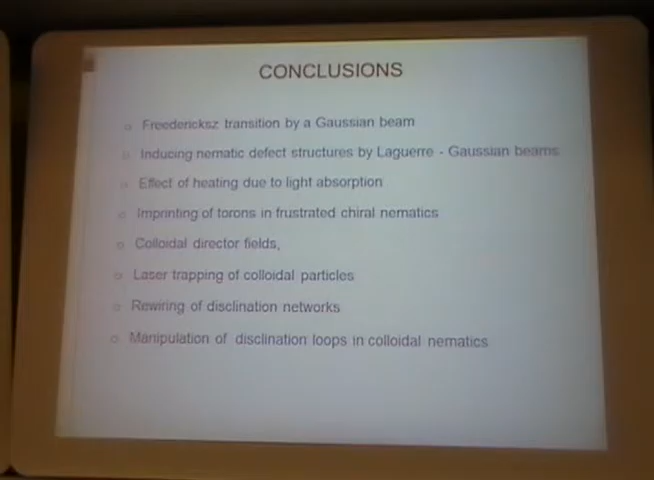 CONCLUSIONS
Freedericksz transition by a Gaussian beam
Inducing nematic defect structures by Laguerre - Gaussian beams
Effect of heating due to light absorption
Imprinting of torons in frustrated chiral nematics
Colloidal director fields,
Laser trapping of colloidal particles
Rewiring of disclination networks
Manipulation of disclination loops in colloidal nematics